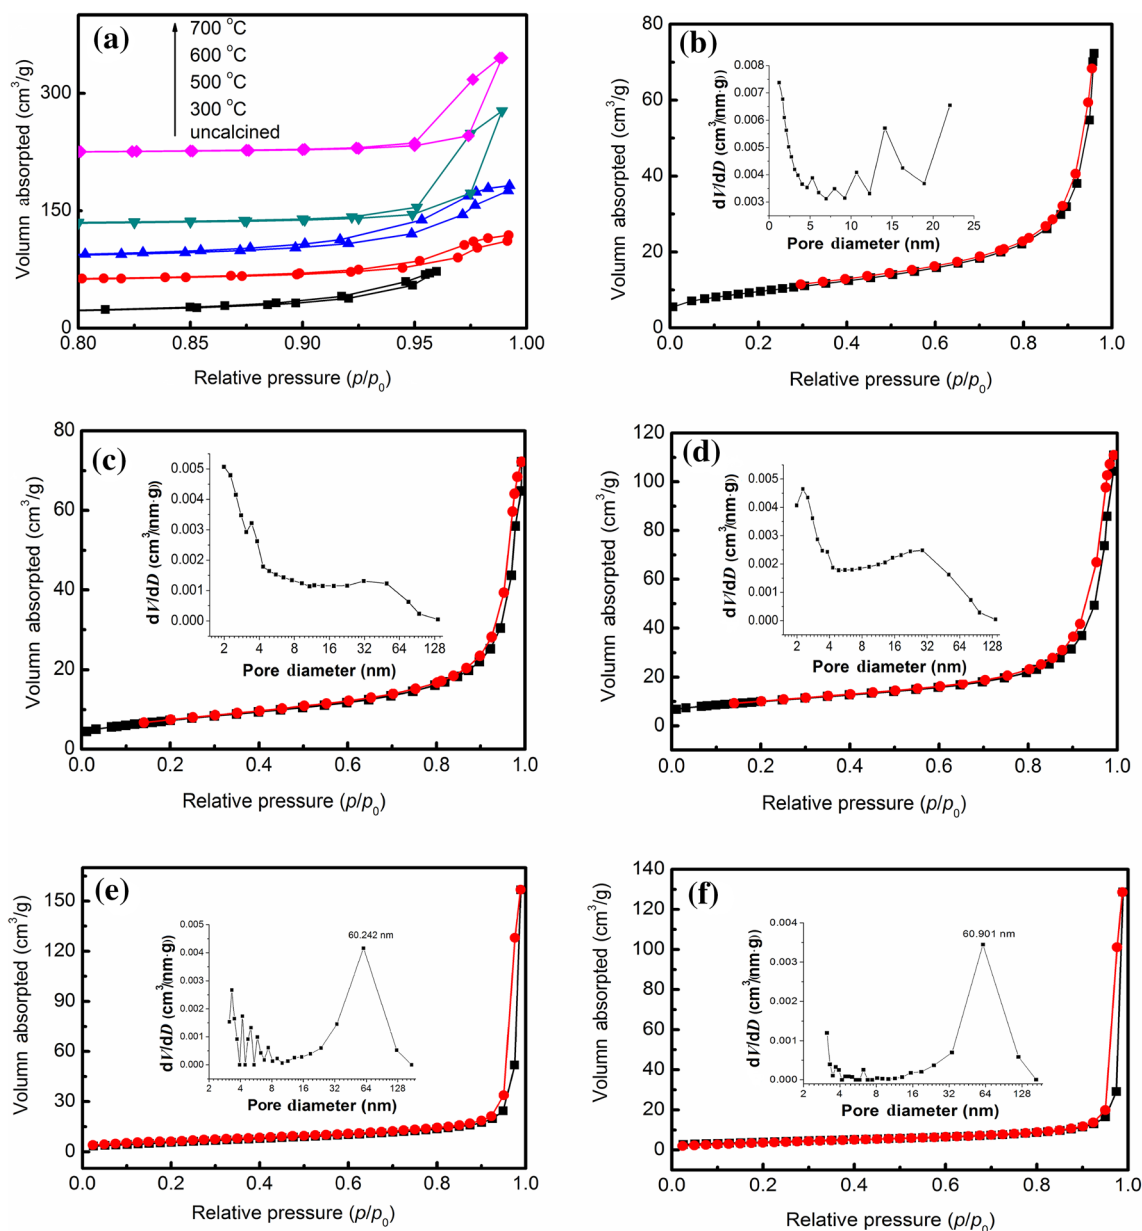 (a)
700 °C
600 °C
500 °C
300 °C
uncalcined
Volumn absorpted (cm³/g)
300
150
0
0.80 0.85 0.90 0.95 1.00
Relative pressure (p/p₀)
(b)
Volumn absorpted (cm³/g)
80
60
40
20
0
0.0 0.2 0.4 0.6 0.8 1.0
Relative pressure (p/p₀)
dV/dD (cm³/nm·g))
0.008
0.007
0.006
0.005
0.004
0.003
0 5 10 15 20 25
Pore diameter (nm)
(c)
Volumn absorpted (cm³/g)
80
60
40
20
0
0.0 0.2 0.4 0.6 0.8 1.0
Relative pressure (p/p₀)
dV/dD (cm³/nm·g))
0.005
0.004
0.003
0.002
0.001
0.000
2 4 8 16 32 64 128
Pore diameter (nm)
(d)
Volumn absorpted (cm³/g)
120
100
80
60
40
20
0
0.0 0.2 0.4 0.6 0.8 1.0
Relative pressure (p/p₀)
dV/dD (cm³/nm·g))
0.005
0.004
0.003
0.002
0.001
0.000
2 4 8 16 32 64 128
Pore diameter (nm)
(e)
Volumn absorpted (cm³/g)
150
120
90
60
30
0
0.0 0.2 0.4 0.6 0.8 1.0
Relative pressure (p/p₀)
dV/dD (cm³/nm·g))
0.005
0.004
0.003
0.002
0.001
0.000
60.242 nm
2 4 8 16 32 64 128
Pore diameter (nm)
(f)
Volumn absorpted (cm³/g)
140
120
100
80
60
40
20
0
0.0 0.2 0.4 0.6 0.8 1.0
Relative pressure (p/p₀)
dV/dD (cm³/nm·g))
0.004
0.003
0.002
0.001
0.000
60.901 nm
2 4 8 16 32 64 128
Pore diameter (nm)